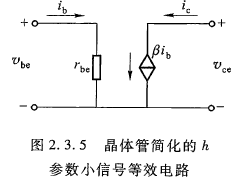 i_b
i_c
+
+
v_be
r_be
βi_b
v_ce
−
−
图 2.3.5 晶体管简化的 h
参数小信号等效电路